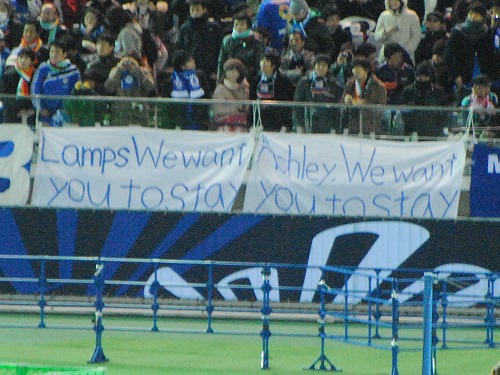 Lamps We want
you to stay
Ashley. We want
you to stay